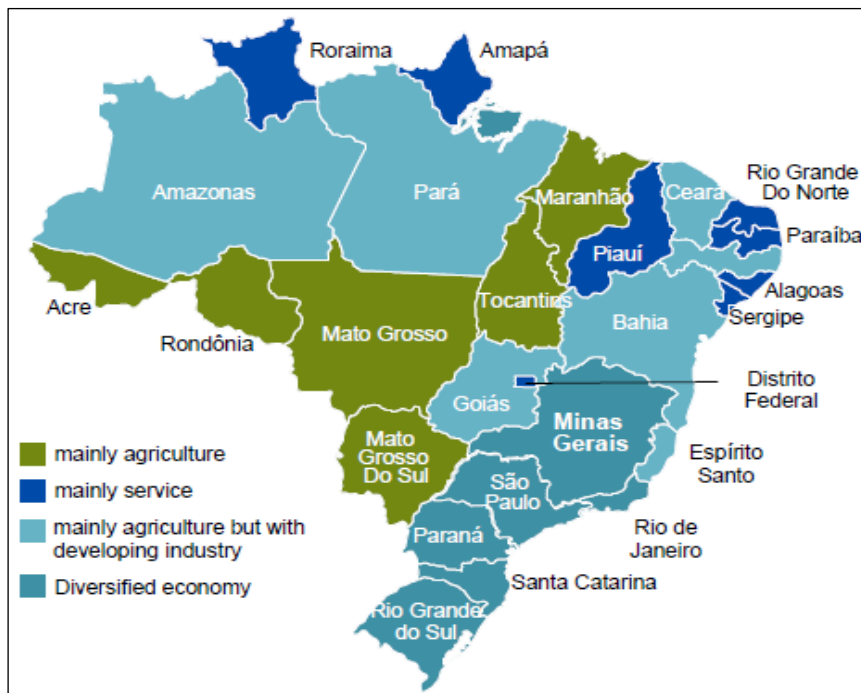 Roraima
Amapá
Amazonas
Pará
Maranhão
Ceará
Rio Grande
Do Norte
Piauí
Paraíba
Acre
Rondônia
Mato Grosso
Tocantins
Bahia
Alagoas
Sergipe
Goiás
Distrito
Federal
Minas
Gerais
Mato
Grosso
Do Sul
Espírito
Santo
São
Paulo
Rio de
Janeiro
Paraná
Santa Catarina
Rio Grande
do Sul
mainly agriculture
mainly service
mainly agriculture but with
developing industry
Diversified economy